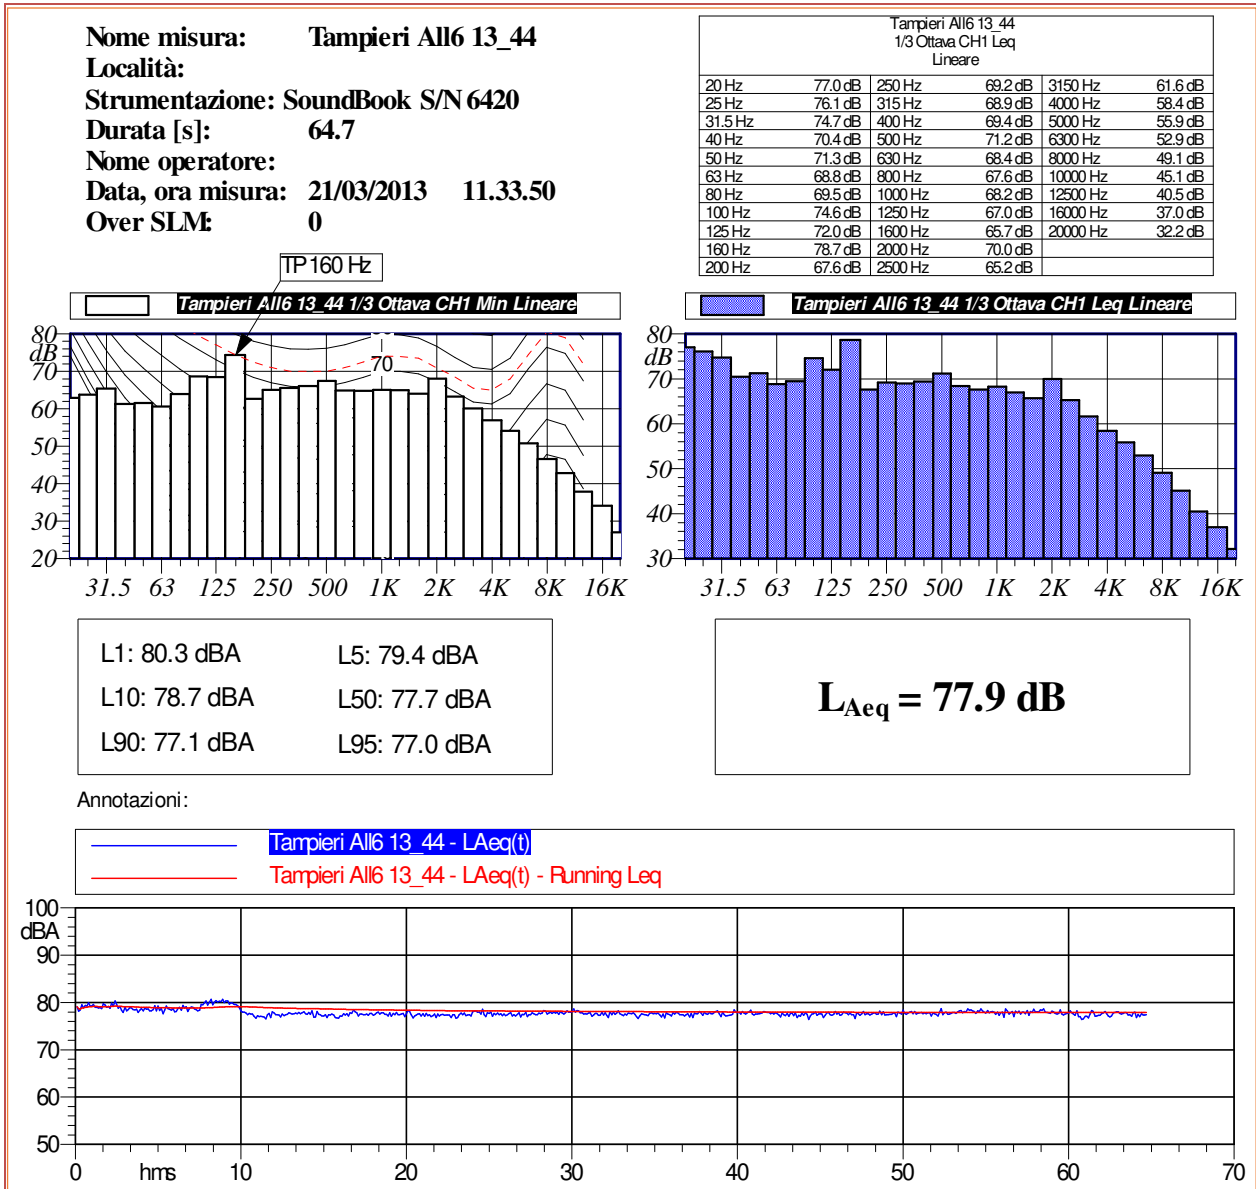 Nome misura: Tampieri All6 13_44
Località:
Strumentazione: SoundBook S/N 6420
Durata [s]: 64.7
Nome operatore:
Data, ora misura: 21/03/2013 11.33.50
Over SLM: 0
Tampieri All6 13_44
1/3 Ottava CH1 Leq
Lineare
20 Hz 77.0 dB 250 Hz 69.2 dB 3150 Hz 61.6 dB
25 Hz 76.1 dB 315 Hz 68.9 dB 4000 Hz 58.4 dB
31.5 Hz 74.7 dB 400 Hz 69.4 dB 5000 Hz 55.9 dB
40 Hz 70.4 dB 500 Hz 71.2 dB 6300 Hz 52.9 dB
50 Hz 71.3 dB 630 Hz 68.4 dB 8000 Hz 49.1 dB
63 Hz 68.8 dB 800 Hz 67.6 dB 10000 Hz 45.1 dB
80 Hz 69.5 dB 1000 Hz 68.2 dB 12500 Hz 40.5 dB
100 Hz 74.6 dB 1250 Hz 67.0 dB 16000 Hz 37.0 dB
125 Hz 72.0 dB 1600 Hz 65.7 dB 20000 Hz 32.2 dB
160 Hz 78.7 dB 2000 Hz 70.0 dB
200 Hz 67.6 dB 2500 Hz 65.2 dB
TP 160 Hz
Tampieri All6 13_44 1/3 Ottava CH1 Min Lineare
80
dB
70
60
50
40
30
20
70
31.5 63 125 250 500 1K 2K 4K 8K 16K
Tampieri All6 13_44 1/3 Ottava CH1 Leq Lineare
80
dB
70
60
50
40
30
31.5 63 125 250 500 1K 2K 4K 8K 16K
L1: 80.3 dBA L5: 79.4 dBA
L10: 78.7 dBA L50: 77.7 dBA
L90: 77.1 dBA L95: 77.0 dBA
LAeq = 77.9 dB
Annotazioni:
Tampieri All6 13_44 - LAeq(t)
Tampieri All6 13_44 - LAeq(t) - Running Leq
100
dBA
90
80
70
60
50
0 hms 10 20 30 40 50 60 70